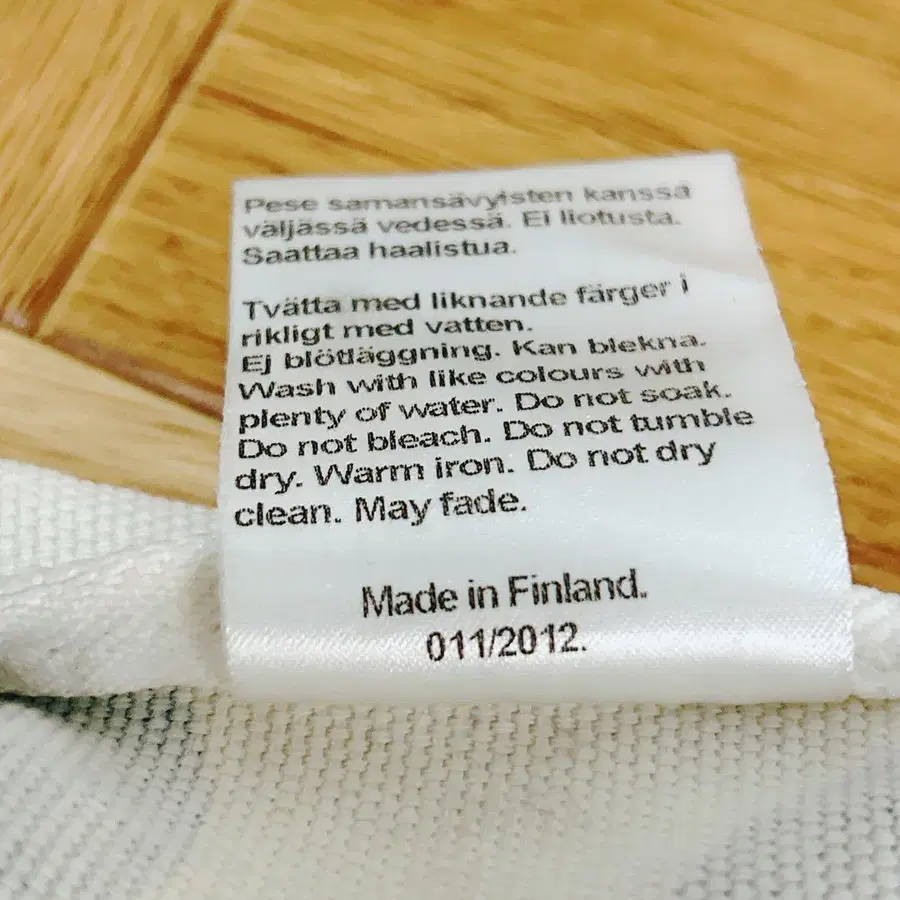 Pese samansävyisten kanssa
väljässä vedessä. Ei liotusta.
Saattaa haalistua.
Tvätta med liknande färger i
rikligt med vatten.
Ej blötläggning. Kan blekna.
Wash with like colours with
plenty of water. Do not soak.
Do not bleach. Do not tumble
dry. Warm iron. Do not dry
clean. May fade.
Made in Finland.
011/2012.